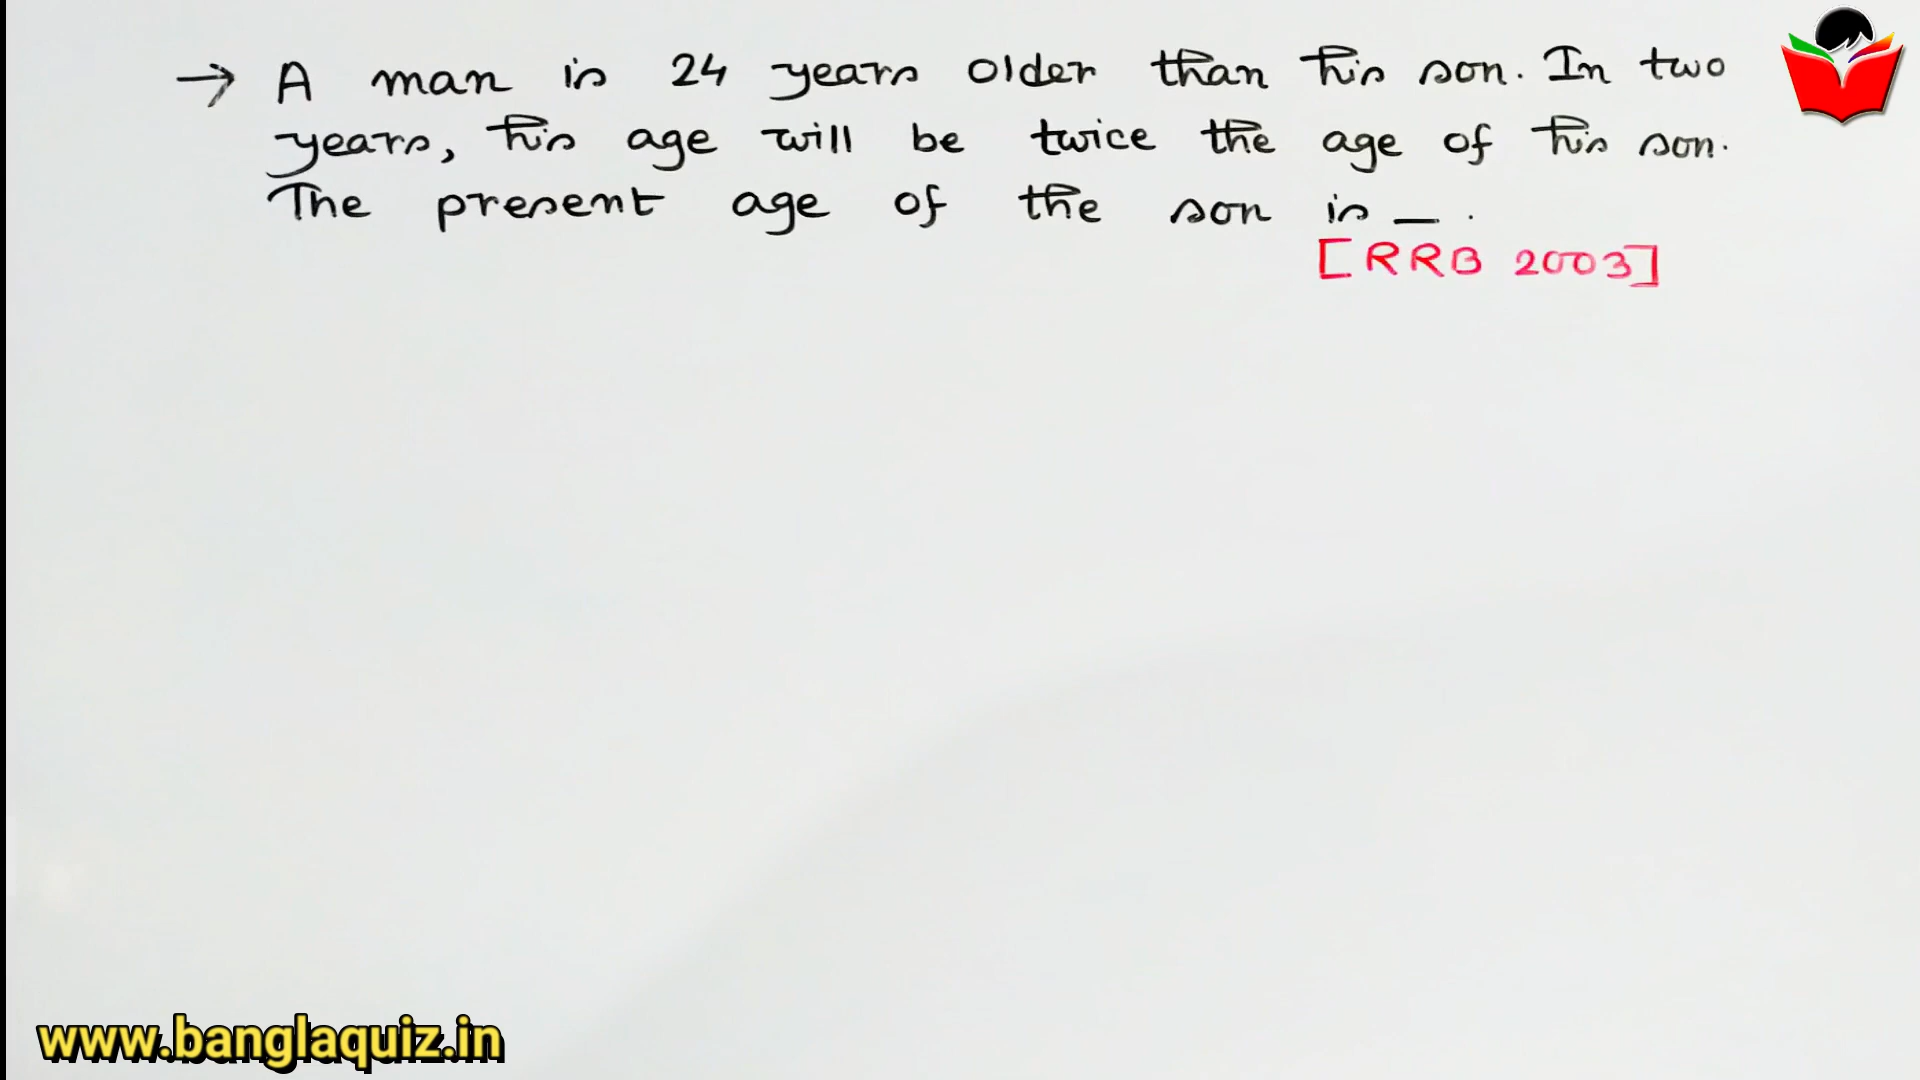 → A man is 24 years older than his son. In two
years, his age will be twice the age of his son.
The present age of the son is _ .
[RRB 2003]
www.banglaquiz.in